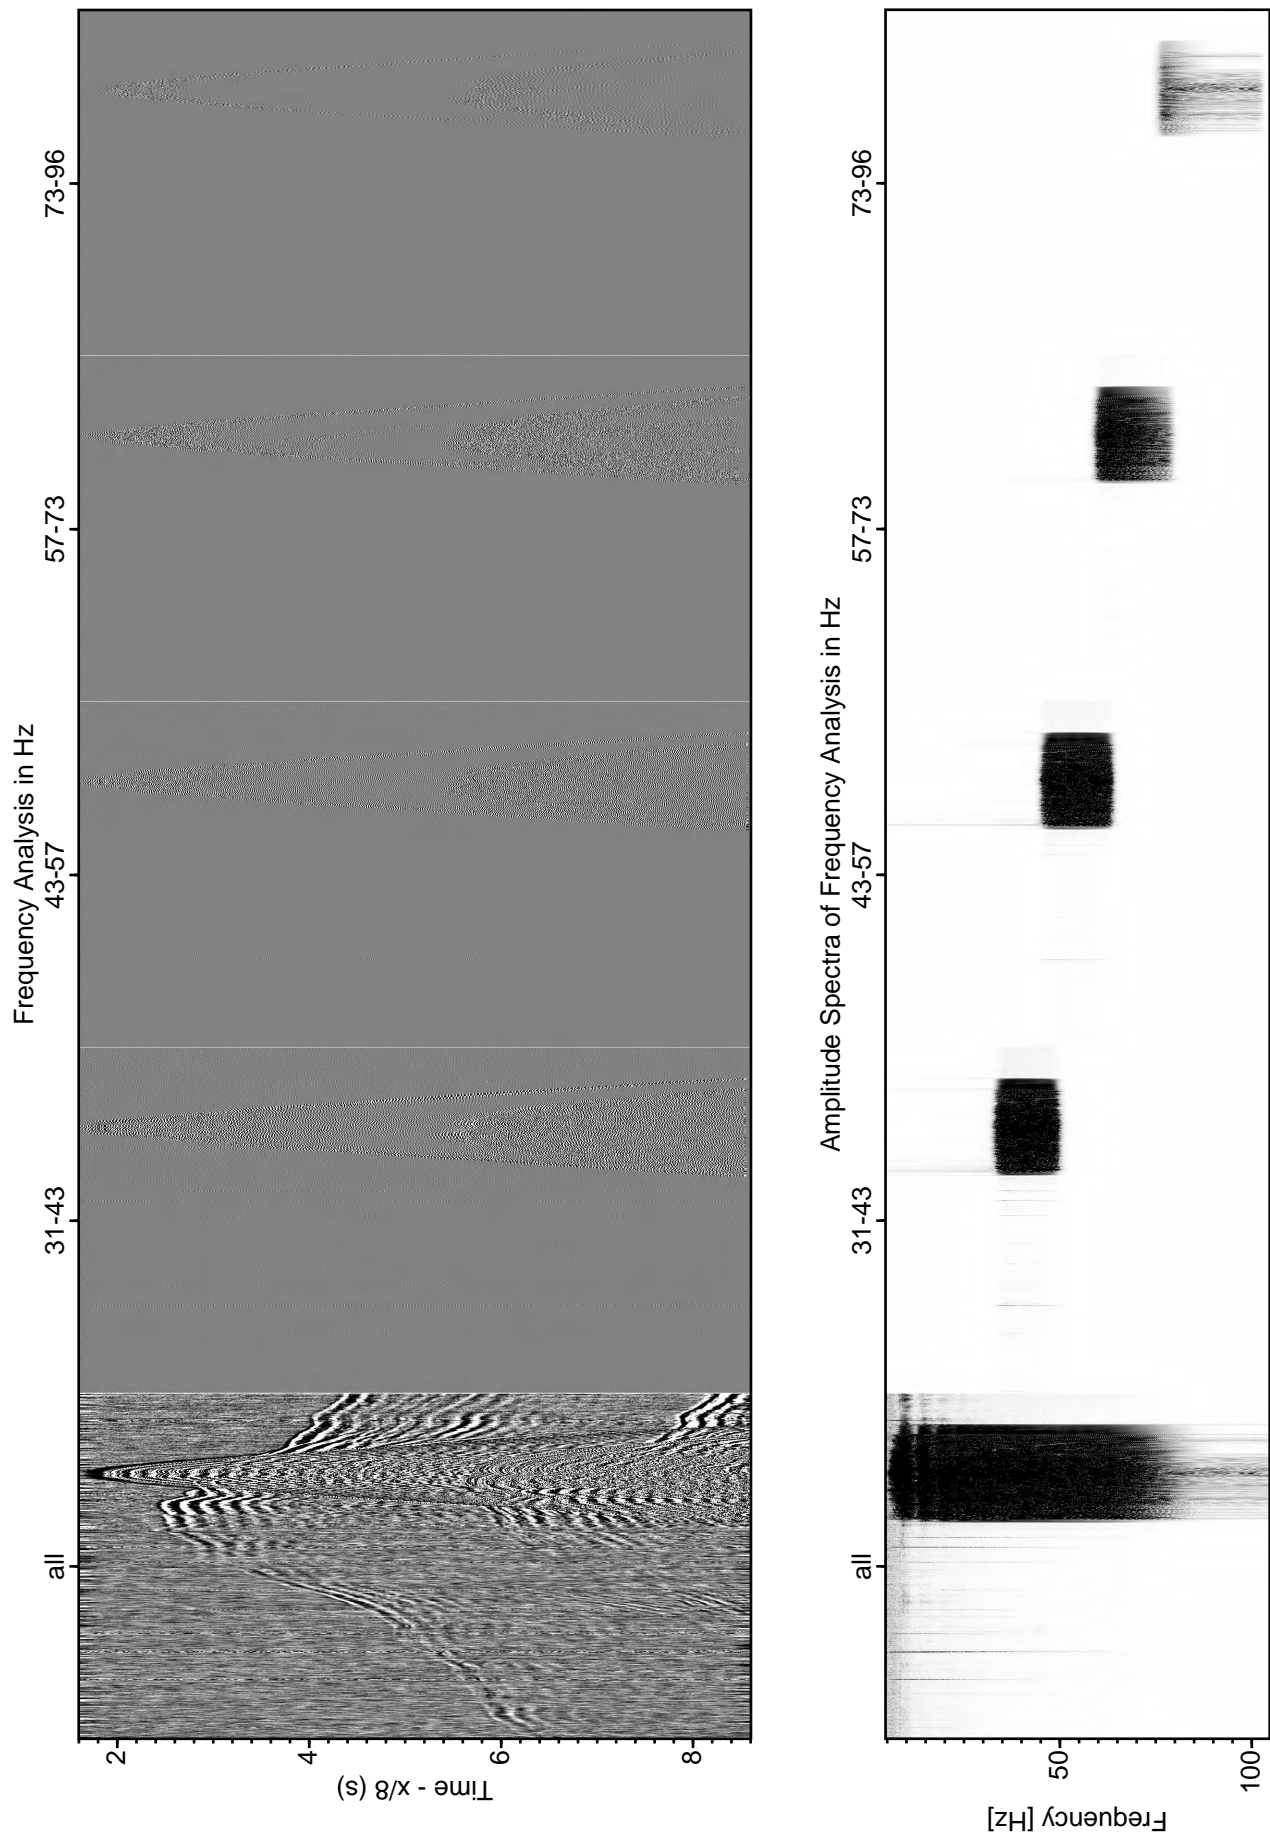 Frequency Analysis in Hz
all
31-43
43-57
57-73
73-96
2
4
6
8
Time - x/8 (s)
Amplitude Spectra of Frequency Analysis in Hz
all
31-43
43-57
57-73
73-96
50
100
Frequency [Hz]